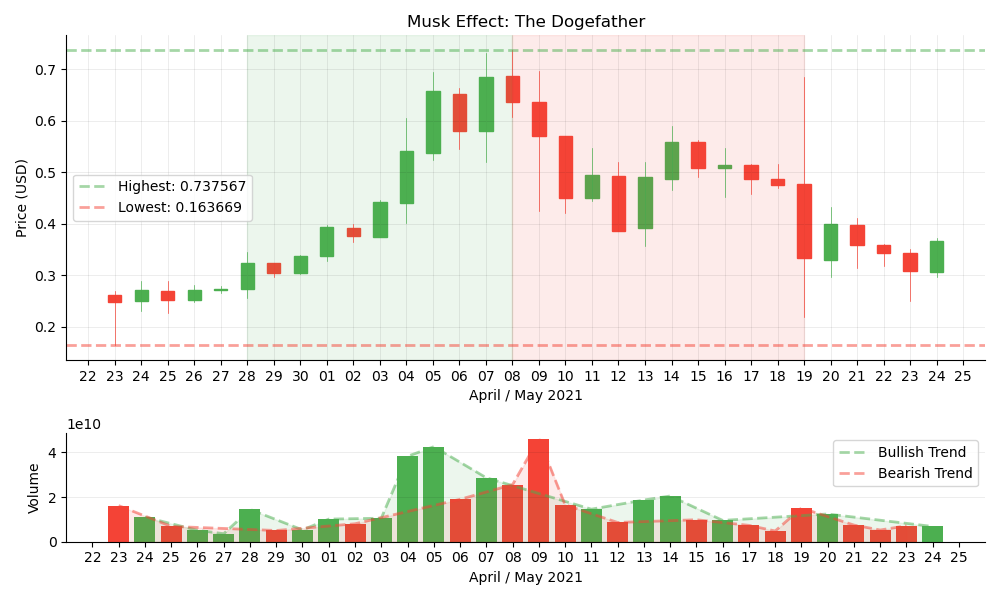 Musk Effect: The Dogefather
Price (USD)
0.7
0.6
0.5
0.4
0.3
0.2
Highest: 0.737567
Lowest: 0.163669
22 23 24 25 26 27 28 29 30 01 02 03 04 05 06 07 08 09 10 11 12 13 14 15 16 17 18 19 20 21 22 23 24 25
April / May 2021
1e10
Volume
4
2
0
Bullish Trend
Bearish Trend
22 23 24 25 26 27 28 29 30 01 02 03 04 05 06 07 08 09 10 11 12 13 14 15 16 17 18 19 20 21 22 23 24 25
April / May 2021